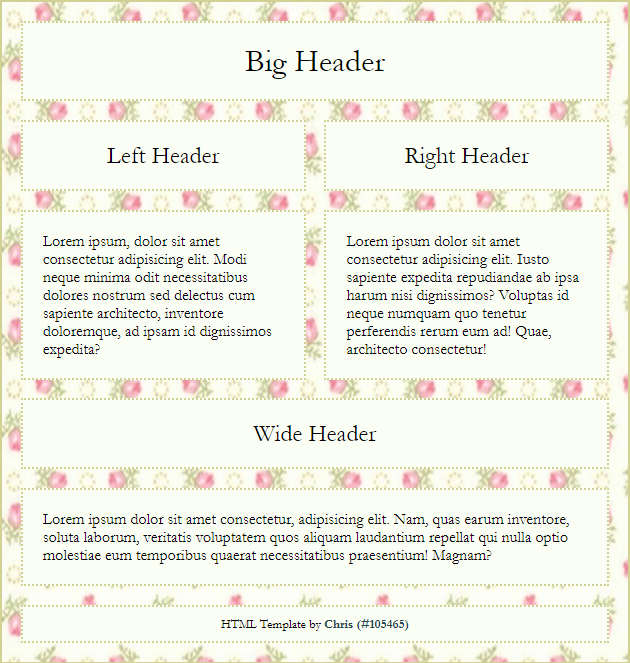 Big Header
Left Header
Right Header
Lorem ipsum, dolor sit amet
consectetur adipisicing elit. Modi
neque minima odit necessitatibus
dolores nostrum sed delectus cum
sapiente architecto, inventore
doloremque, ad ipsam id dignissimos
expedita?
Lorem ipsum dolor sit amet
consectetur adipisicing elit. Iusto
sapiente expedita repudiandae ab ipsa
harum nisi dignissimos? Voluptas id
neque numquam quo tenetur
perferendis rerum eum ad! Quae,
architecto consectetur!
Wide Header
Lorem ipsum dolor sit amet consectetur, adipisicing elit. Nam, quas earum inventore,
soluta laborum, veritatis voluptatem quos aliquam laudantium repellat qui nulla optio
molestiae eum temporibus quaerat necessitatibus praesentium! Magnam?
HTML Template by Chris (#105465)